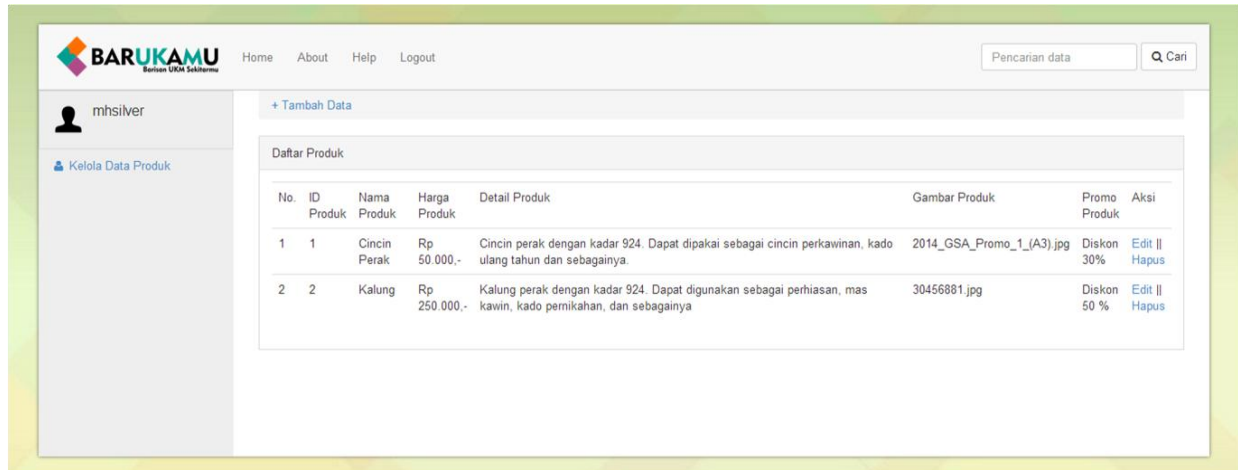 BARUKAMU
Barisan UKM Sekitarmu
Home About Help Logout
Pencarian data
Cari
mhsilver
Kelola Data Produk
+ Tambah Data
Daftar Produk
No. ID Produk Nama Produk Harga Produk Detail Produk Gambar Produk Promo Produk Aksi
1 1 Cincin Perak Rp 50.000,- Cincin perak dengan kadar 924. Dapat dipakai sebagai cincin perkawinan, kado ulang tahun dan sebagainya. 2014_GSA_Promo_1_(A3).jpg Diskon 30% Edit || Hapus
2 2 Kalung Rp 250.000,- Kalung perak dengan kadar 924. Dapat digunakan sebagai perhiasan, mas kawin, kado pernikahan, dan sebagainya 30456881.jpg Diskon 50 % Edit || Hapus